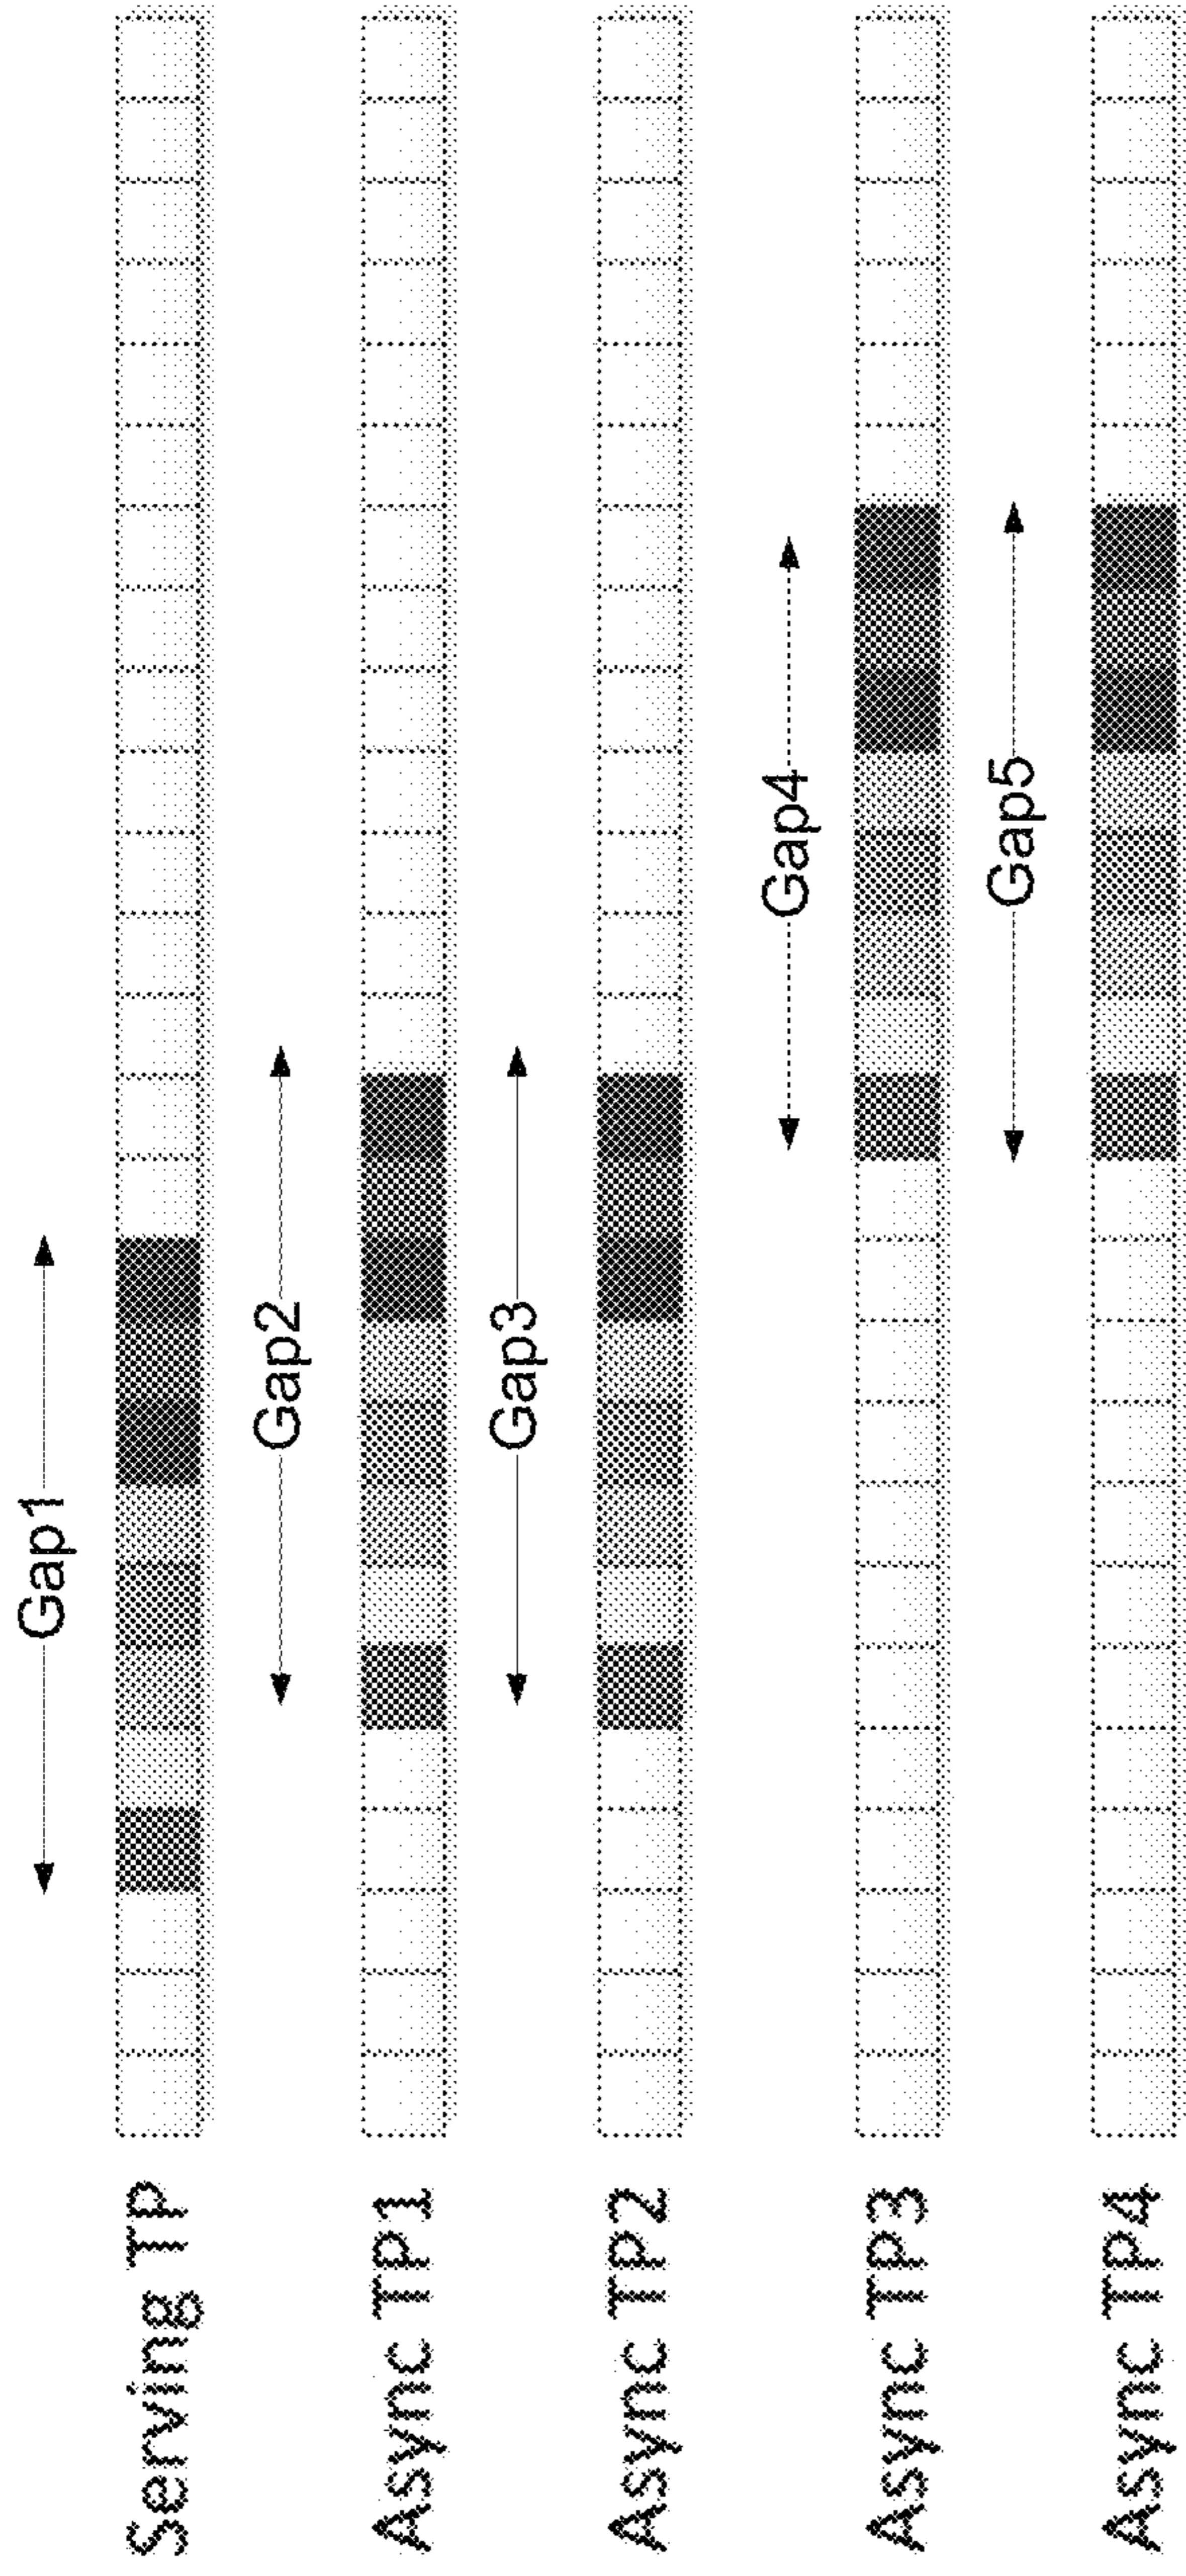 Gap1
Serving TP
Gap2
Async TP1
Gap3
Async TP2
Gap4
Async TP3
Gap5
Async TP4